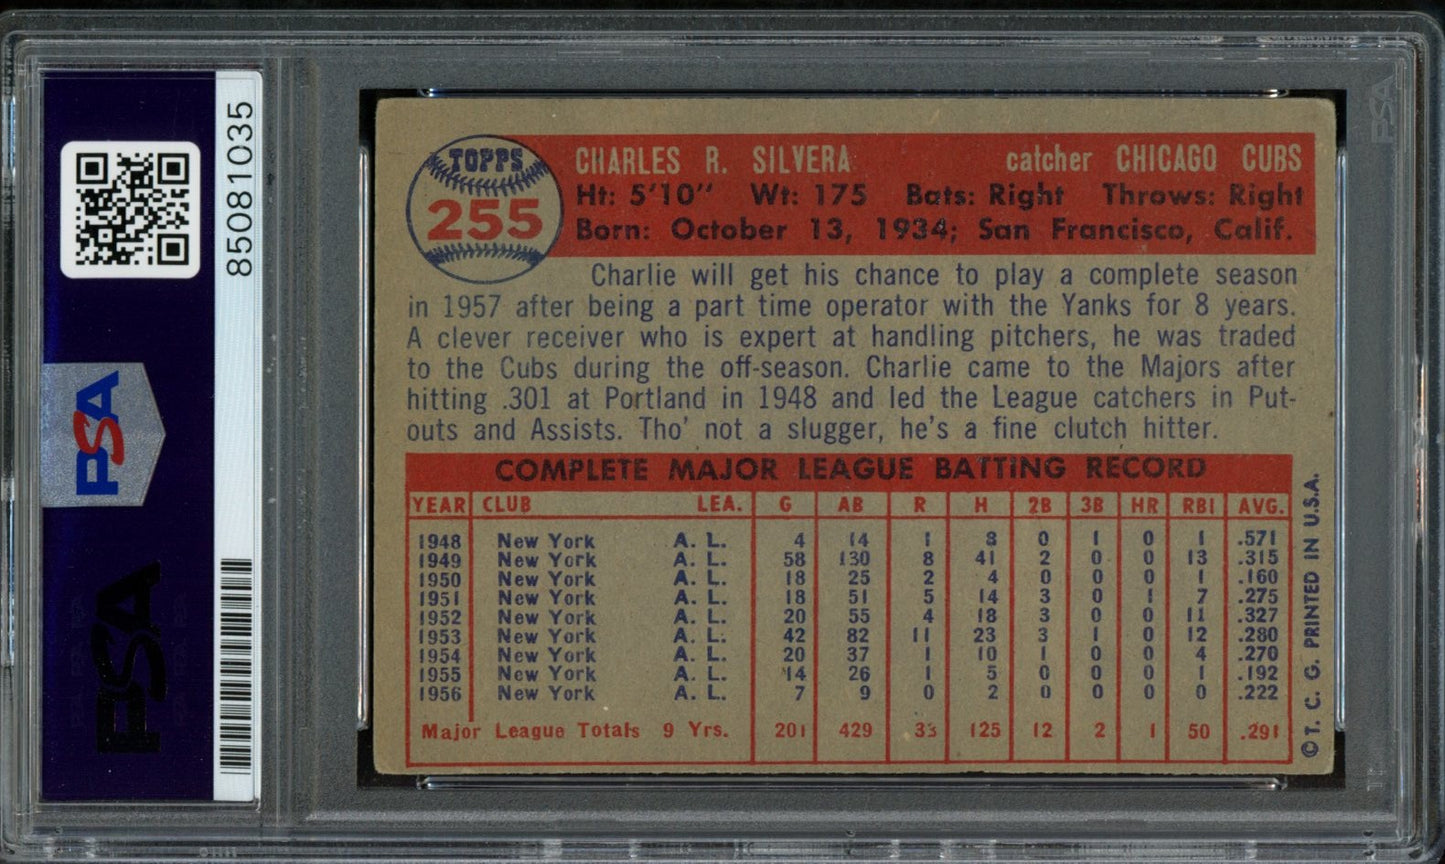 85081035
PSA
PSA
PSA
TOPPS
255
CHARLES R. SILVERA catcher CHICAGO CUBS
Ht: 5'10" Wt: 175 Bats: Right Throws: Right
Born: October 13, 1934; San Francisco, Calif.
Charlie will get his chance to play a complete season
in 1957 after being a part time operator with the Yanks for 8 years.
A clever receiver who is expert at handling pitchers, he was traded
to the Cubs during the off-season. Charlie came to the Majors after
hitting .301 at Portland in 1948 and led the League catchers in Put-
outs and Assists. Tho' not a slugger, he's a fine clutch hitter.
COMPLETE MAJOR LEAGUE BATTING RECORD
YEAR CLUB LEA. G AB R H 2B 3B HR RBI AVG.
1948 New York A. L. 4 14 1 8 0 1 0 1 .571
1949 New York A. L. 58 130 8 41 2 0 0 13 .315
1950 New York A. L. 18 25 2 4 0 0 0 1 .160
1951 New York A. L. 18 51 5 14 3 0 1 7 .275
1952 New York A. L. 20 55 4 18 3 0 0 11 .327
1953 New York A. L. 42 82 11 23 3 1 0 12 .280
1954 New York A. L. 20 37 1 10 1 0 0 4 .270
1955 New York A. L. 14 26 1 5 0 0 0 1 .192
1956 New York A. L. 7 9 0 2 0 0 0 0 .222
Major League Totals 9 Yrs. 201 429 33 125 12 2 1 50 .291
©T. C. G. PRINTED IN U.S.A.